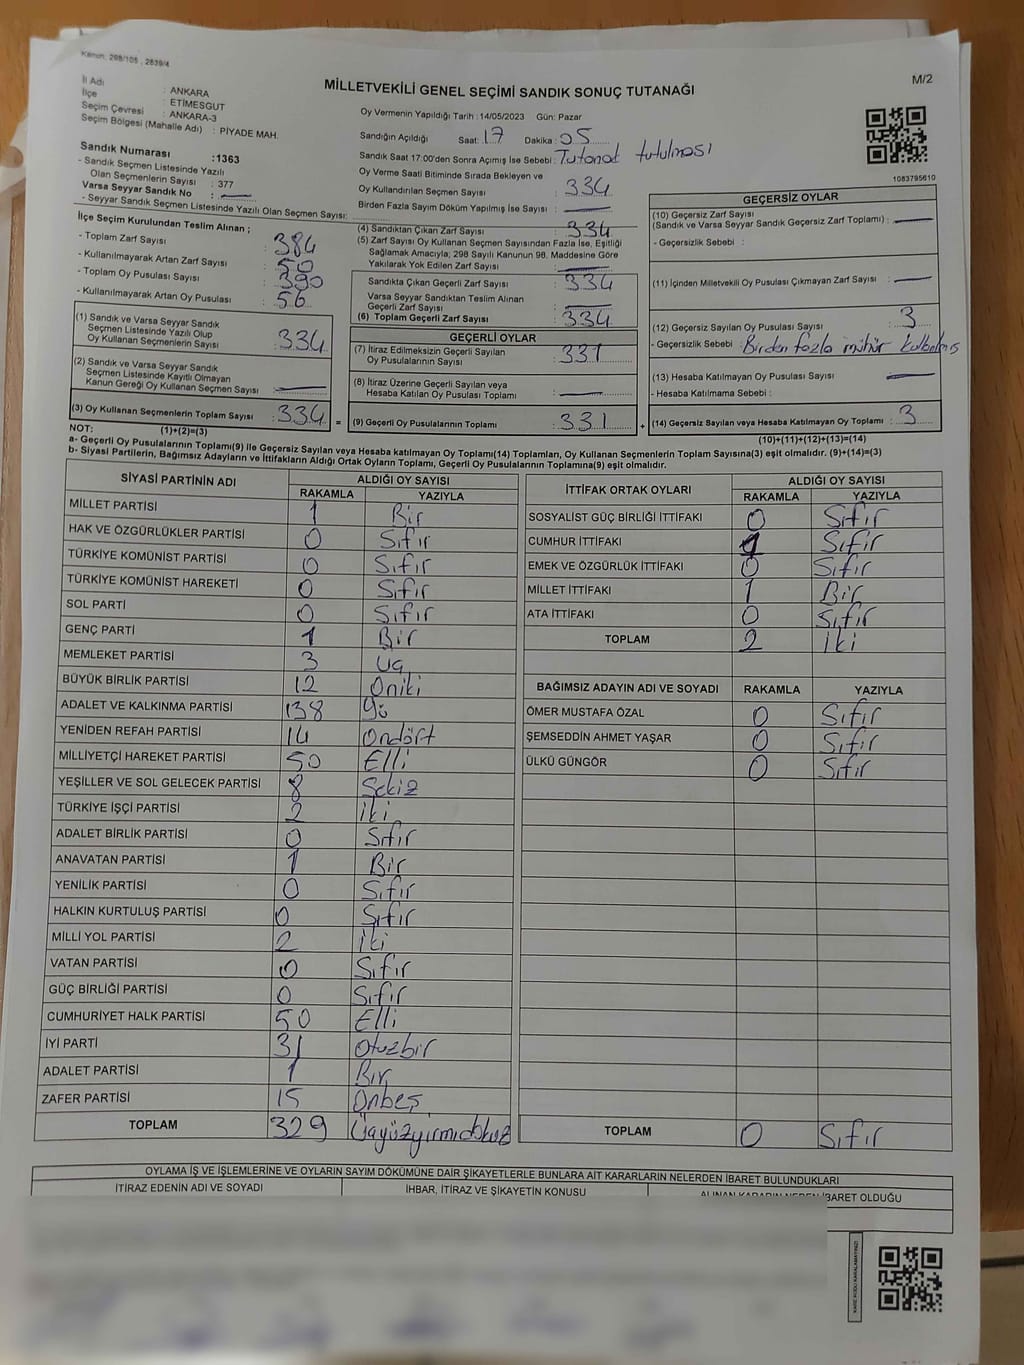 Kanun, 298/105 , 2839/4
MİLLETVEKİLİ GENEL SEÇİMİ SANDIK SONUÇ TUTANAĞI
M/2
İl Adı : ANKARA
İlçe : ETİMESGUT
Seçim Çevresi : ANKARA-3
Seçim Bölgesi (Mahalle Adı) : PİYADE MAH.
Sandık Numarası :1363
- Sandık Seçmen Listesinde Yazılı
Olan Seçmenlerin Sayısı : 377
Varsa Seyyar Sandık No :
- Seyyar Sandık Seçmen Listesinde Yazılı Olan Seçmen Sayısı:
Oy Vermenin Yapıldığı Tarih :14/05/2023 Gün: Pazar
Sandığın Açıldığı Saat: 17 Dakika : 05
Sandık Saat 17:00'den Sonra Açılmış İse Sebebi : Tutanak tutulması
Oy Verme Saati Bitiminde Sırada Bekleyen ve
Oy Kullandırılan Seçmen Sayısı : 334
Birden Fazla Sayım Döküm Yapılmış İse Sayısı :
1083795610
İlçe Seçim Kurulundan Teslim Alınan ;
- Toplam Zarf Sayısı : 384
- Kullanılmayarak Artan Zarf Sayısı : 50
- Toplam Oy Pusulası Sayısı : 390
- Kullanılmayarak Artan Oy Pusulası : 56
(1) Sandık ve Varsa Seyyar Sandık
Seçmen Listesinde Yazılı Olup
Oy Kullanan Seçmenlerin Sayısı : 334
(2) Sandık ve Varsa Seyyar Sandık
Seçmen Listesinde Kayıtlı Olmayan
Kanun Gereği Oy Kullanan Seçmen Sayısı :
(3) Oy Kullanan Seçmenlerin Toplam Sayısı : 334 =
(4) Sandıktan Çıkan Zarf Sayısı : 334
(5) Zarf Sayısı Oy Kullanan Seçmen Sayısından Fazla İse, Eşitliği
Sağlamak Amacıyla; 298 Sayılı Kanunun 98. Maddesine Göre
Yakılarak Yok Edilen Zarf Sayısı :
Sandıkta Çıkan Geçerli Zarf Sayısı : 334
Varsa Seyyar Sandıktan Teslim Alınan
Geçerli Zarf Sayısı :
(6) Toplam Geçerli Zarf Sayısı : 334
GEÇERLİ OYLAR
(7) İtiraz Edilmeksizin Geçerli Sayılan
Oy Pusulalarının Sayısı : 331
(8) İtiraz Üzerine Geçerli Sayılan veya
Hesaba Katılan Oy Pusulası Toplamı :
(9) Geçerli Oy Pusulalarının Toplamı : 331 +
GEÇERSİZ OYLAR
(10) Geçersiz Zarf Sayısı
(Sandık ve Varsa Seyyar Sandık Geçersiz Zarf Toplamı) :
- Geçersizlik Sebebi :
(11) İçinden Milletvekili Oy Pusulası Çıkmayan Zarf Sayısı :
(12) Geçersiz Sayılan Oy Pusulası Sayısı : 3
- Geçersizlik Sebebi : Birden fazla mühür kullanılmış
(13) Hesaba Katılmayan Oy Pusulası Sayısı :
- Hesaba Katılmama Sebebi :
(14) Geçersiz Sayılan veya Hesaba Katılmayan Oy Toplamı : 3
NOT: (1)+(2)=(3)
(10)+(11)+(12)+(13)=(14)
a- Geçerli Oy Pusulalarının Toplamı(9) ile Geçersiz Sayılan veya Hesaba katılmayan Oy Toplamı(14) Toplamları, Oy Kullanan Seçmenlerin Toplam Sayısına(3) eşit olmalıdır. (9)+(14)=(3)
b- Siyasi Partilerin, Bağımsız Adayların ve İttifakların Aldığı Ortak Oyların Toplamı, Geçerli Oy Pusulalarının Toplamına(9) eşit olmalıdır.
SİYASİ PARTİNİN ADI ALDIĞI OY SAYISI
RAKAMLA YAZIYLA
MİLLET PARTİSİ 1 Bir
HAK VE ÖZGÜRLÜKLER PARTİSİ 0 Sıfır
TÜRKİYE KOMÜNİST PARTİSİ 0 Sıfır
TÜRKİYE KOMÜNİST HAREKETİ 0 Sıfır
SOL PARTİ 0 Sıfır
GENÇ PARTİ 1 Bir
MEMLEKET PARTİSİ 3 Üç
BÜYÜK BİRLİK PARTİSİ 12 Oniki
ADALET VE KALKINMA PARTİSİ 138 Yü
YENİDEN REFAH PARTİSİ 14 Ondört
MİLLİYETÇİ HAREKET PARTİSİ 50 Elli
YEŞİLLER VE SOL GELECEK PARTİSİ 8 Sekiz
TÜRKİYE İŞÇİ PARTİSİ 2 İki
ADALET BİRLİK PARTİSİ 0 Sıfır
ANAVATAN PARTİSİ 1 Bir
YENİLİK PARTİSİ 0 Sıfır
HALKIN KURTULUŞ PARTİSİ 0 Sıfır
MİLLİ YOL PARTİSİ 2 İki
VATAN PARTİSİ 0 Sıfır
GÜÇ BİRLİĞİ PARTİSİ 0 Sıfır
CUMHURİYET HALK PARTİSİ 50 Elli
İYİ PARTİ 31 Otuzbir
ADALET PARTİSİ 1 Bir
ZAFER PARTİSİ 15 Onbeş
TOPLAM 329 Üçyüzyirmidokuz
İTTİFAK ORTAK OYLARI ALDIĞI OY SAYISI
RAKAMLA YAZIYLA
SOSYALİST GÜÇ BİRLİĞİ İTTİFAKI 0 Sıfır
CUMHUR İTTİFAKI Sıfır
EMEK VE ÖZGÜRLÜK İTTİFAKI 0 Sıfır
MİLLET İTTİFAKI 1 Bir
ATA İTTİFAKI 0 Sıfır
TOPLAM 2 İki
BAĞIMSIZ ADAYIN ADI VE SOYADI RAKAMLA YAZIYLA
ÖMER MUSTAFA ÖZAL 0 Sıfır
ŞEMSEDDİN AHMET YAŞAR 0 Sıfır
ÜLKÜ GÜNGÖR 0 Sıfır
TOPLAM 0 Sıfır
OYLAMA İŞ VE İŞLEMLERİNE VE OYLARIN SAYIM DÖKÜMÜNE DAİR ŞİKAYETLERLE BUNLARA AİT KARARLARIN NELERDEN İBARET BULUNDUKLARI
İTİRAZ EDENİN ADI VE SOYADI İHBAR, İTİRAZ VE ŞİKAYETİN KONUSU ALINAN KARARIN NEDEN İBARET OLDUĞU
KARE KODU KARALAMAYINIZ!